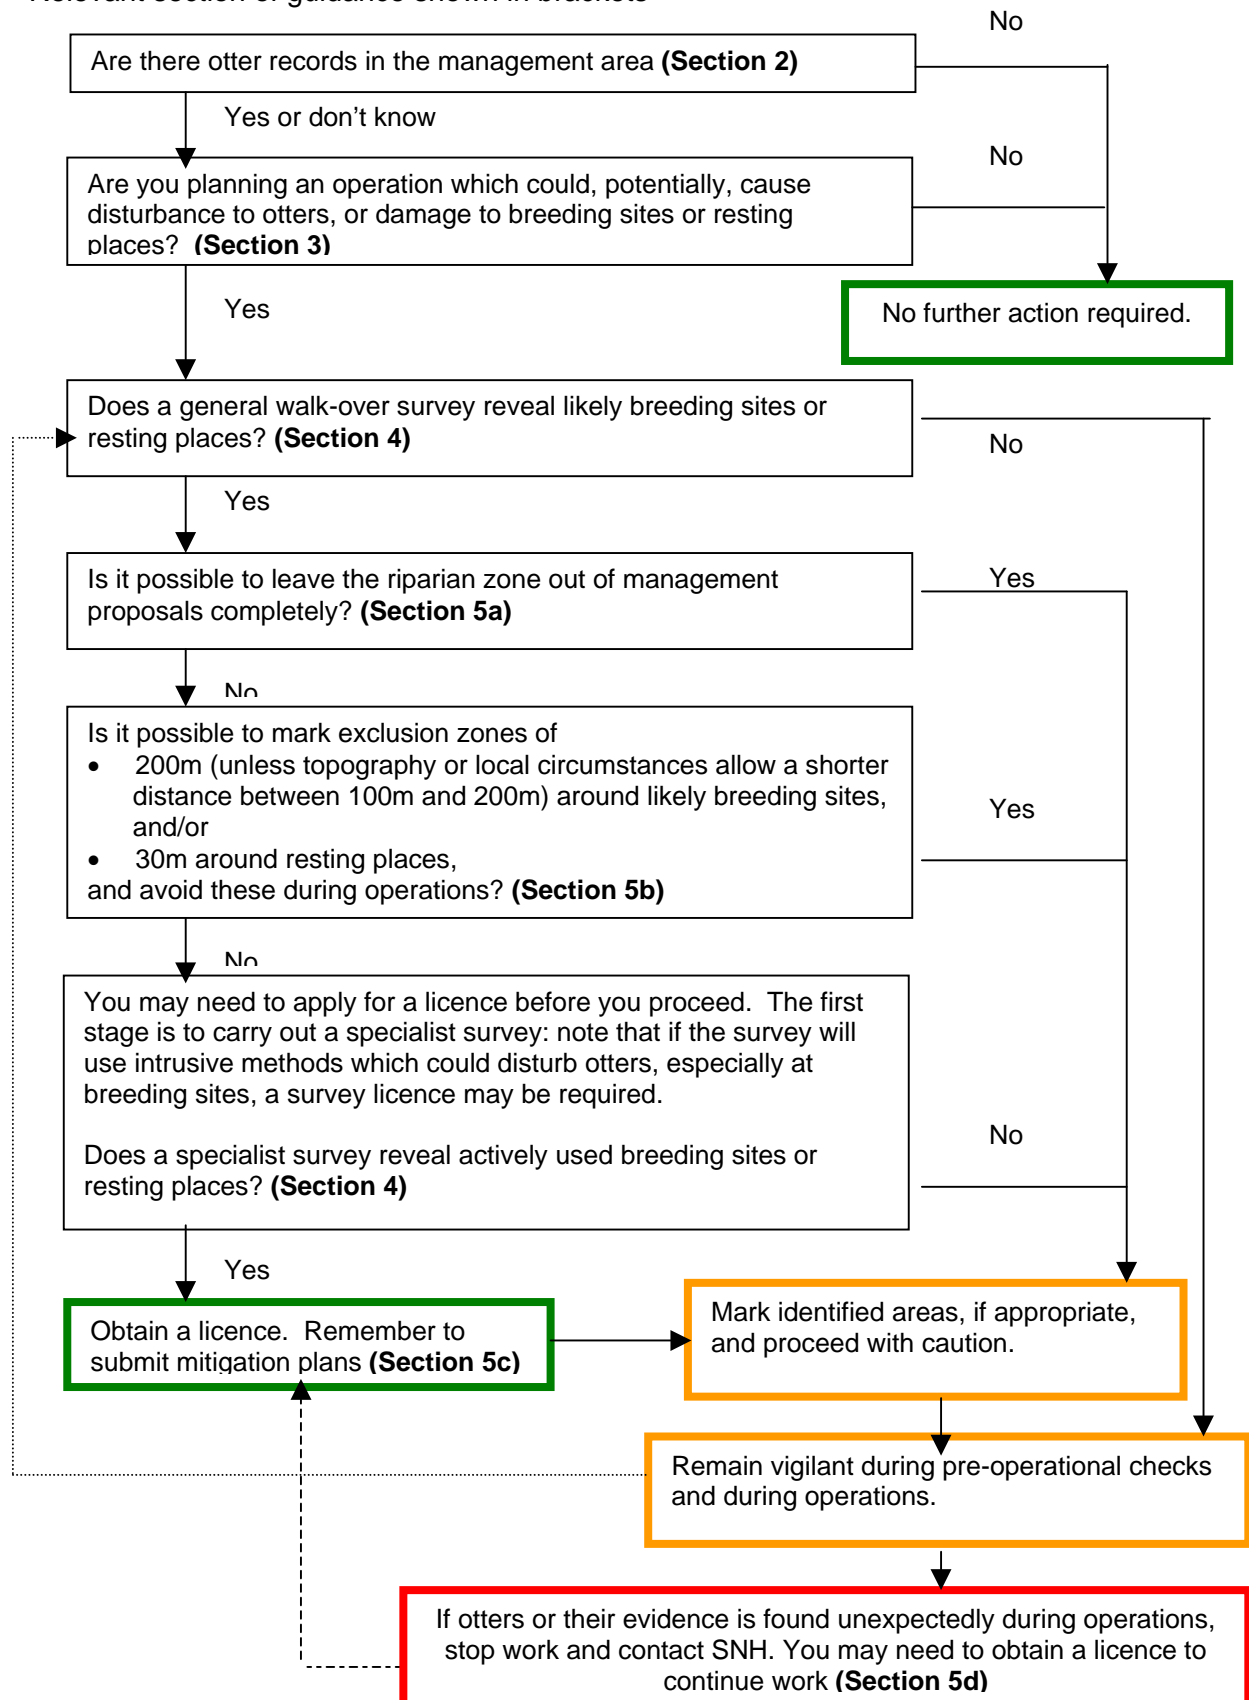 Relevant section of guidance shown in brackets
No
Are there otter records in the management area (Section 2)
Yes or don't know
No
Are you planning an operation which could, potentially, cause
disturbance to otters, or damage to breeding sites or resting
places? (Section 3)
Yes
No further action required.
Does a general walk-over survey reveal likely breeding sites or
resting places? (Section 4)
No
Yes
Is it possible to leave the riparian zone out of management
proposals completely? (Section 5a)
Yes
No
Is it possible to mark exclusion zones of
• 200m (unless topography or local circumstances allow a shorter
distance between 100m and 200m) around likely breeding sites,
and/or
• 30m around resting places,
and avoid these during operations? (Section 5b)
Yes
No
You may need to apply for a licence before you proceed. The first
stage is to carry out a specialist survey: note that if the survey will
use intrusive methods which could disturb otters, especially at
breeding sites, a survey licence may be required.
Does a specialist survey reveal actively used breeding sites or
resting places? (Section 4)
No
Yes
Obtain a licence. Remember to
submit mitigation plans (Section 5c)
Mark identified areas, if appropriate,
and proceed with caution.
Remain vigilant during pre-operational checks
and during operations.
If otters or their evidence is found unexpectedly during operations,
stop work and contact SNH. You may need to obtain a licence to
continue work (Section 5d)